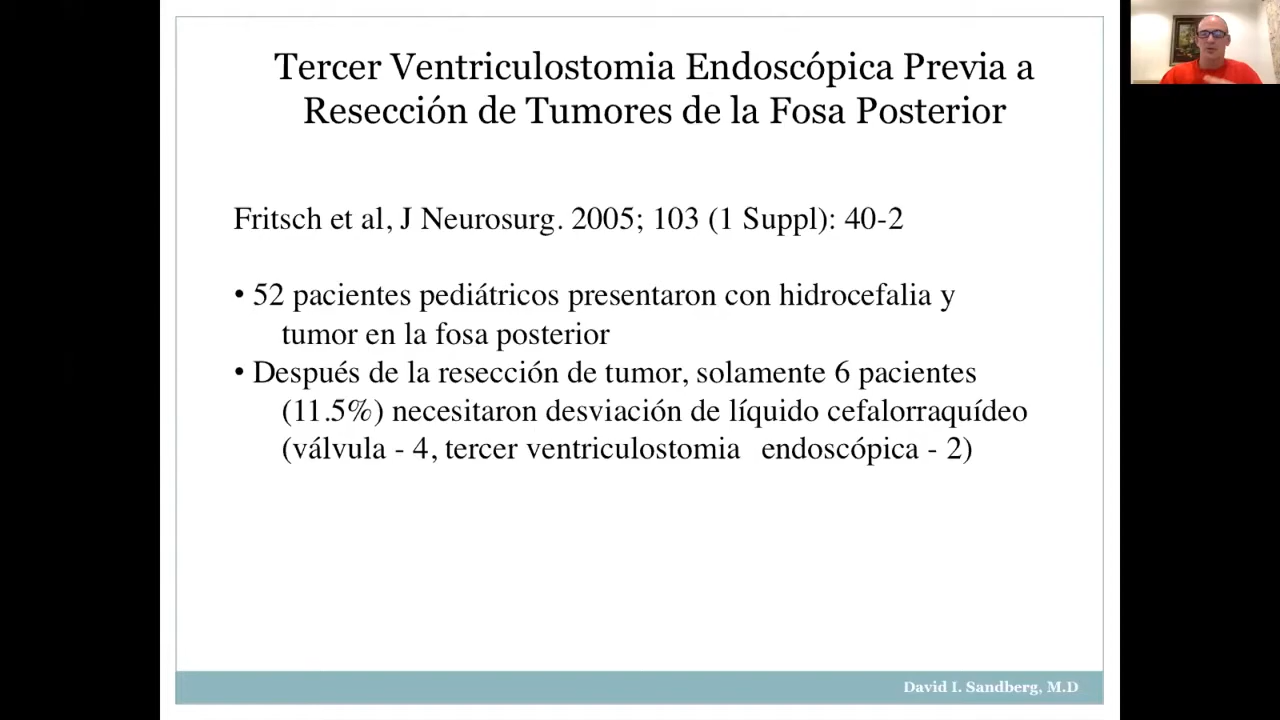 Tercer Ventriculostomia Endoscópica Previa a
Resección de Tumores de la Fosa Posterior
Fritsch et al, J Neurosurg. 2005; 103 (1 Suppl): 40-2
• 52 pacientes pediátricos presentaron con hidrocefalia y
tumor en la fosa posterior
• Después de la resección de tumor, solamente 6 pacientes
(11.5%) necesitaron desviación de líquido cefalorraquídeo
(válvula - 4, tercer ventriculostomia endoscópica - 2)
David I. Sandberg, M.D